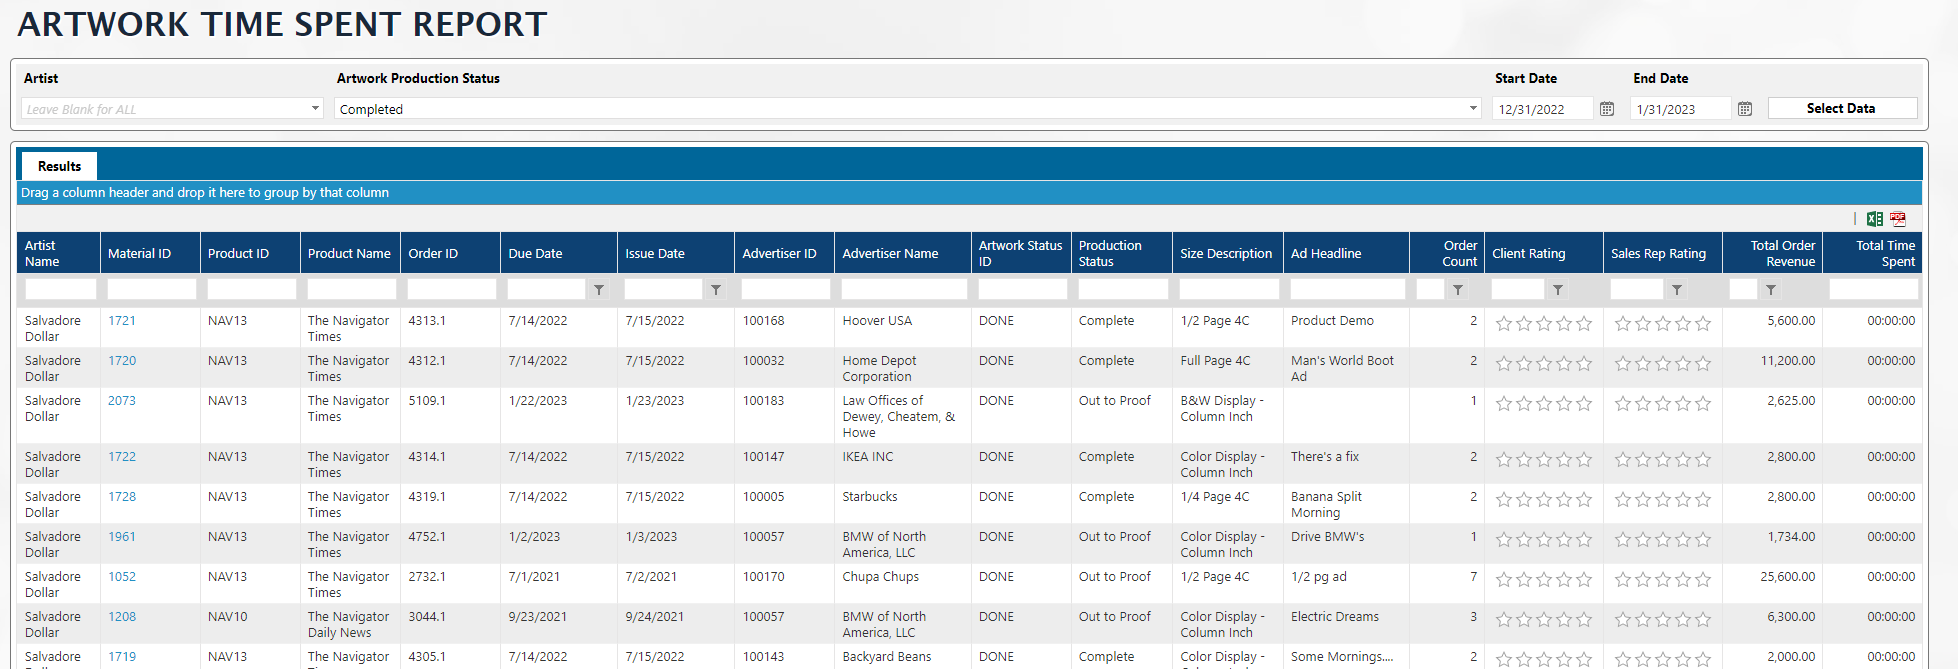 ARTWORK TIME SPENT REPORT
Artist Artwork Production Status Start Date End Date
Leave Blank for ALL Completed 12/31/2022 1/31/2023 Select Data
Results
Drag a column header and drop it here to group by that column
Artist Name Material ID Product ID Product Name Order ID Due Date Issue Date Advertiser ID Advertiser Name Artwork Status ID Production Status Size Description Ad Headline Order Count Client Rating Sales Rep Rating Total Order Revenue Total Time Spent
Salvadore Dollar 1721 NAV13 The Navigator Times 4313.1 7/14/2022 7/15/2022 100168 Hoover USA DONE Complete 1/2 Page 4C Product Demo 2 5,600.00 00:00:00
Salvadore Dollar 1720 NAV13 The Navigator Times 4312.1 7/14/2022 7/15/2022 100032 Home Depot Corporation DONE Complete Full Page 4C Man's World Boot Ad 2 11,200.00 00:00:00
Salvadore Dollar 2073 NAV13 The Navigator Times 5109.1 1/22/2023 1/23/2023 100183 Law Offices of Dewey, Cheatem, & Howe DONE Out to Proof B&W Display - Column Inch 1 2,625.00 00:00:00
Salvadore Dollar 1722 NAV13 The Navigator Times 4314.1 7/14/2022 7/15/2022 100147 IKEA INC DONE Complete Color Display - Column Inch There's a fix 2 2,800.00 00:00:00
Salvadore Dollar 1728 NAV13 The Navigator Times 4319.1 7/14/2022 7/15/2022 100005 Starbucks DONE Complete 1/4 Page 4C Banana Split Morning 2 2,800.00 00:00:00
Salvadore Dollar 1961 NAV13 The Navigator Times 4752.1 1/2/2023 1/3/2023 100057 BMW of North America, LLC DONE Out to Proof Color Display - Column Inch Drive BMW's 1 1,734.00 00:00:00
Salvadore Dollar 1052 NAV13 The Navigator Times 2732.1 7/1/2021 7/2/2021 100170 Chupa Chups DONE Out to Proof 1/2 Page 4C 1/2 pg ad 7 25,600.00 00:00:00
Salvadore Dollar 1208 NAV10 The Navigator Daily News 3044.1 9/23/2021 9/24/2021 100057 BMW of North America, LLC DONE Out to Proof Color Display - Column Inch Electric Dreams 3 6,300.00 00:00:00
Salvadore 1719 NAV13 The Navigator 4305.1 7/14/2022 7/15/2022 100143 Backyard Beans DONE Complete Color Display - Some Mornings.... 2 2,000.00 00:00:00